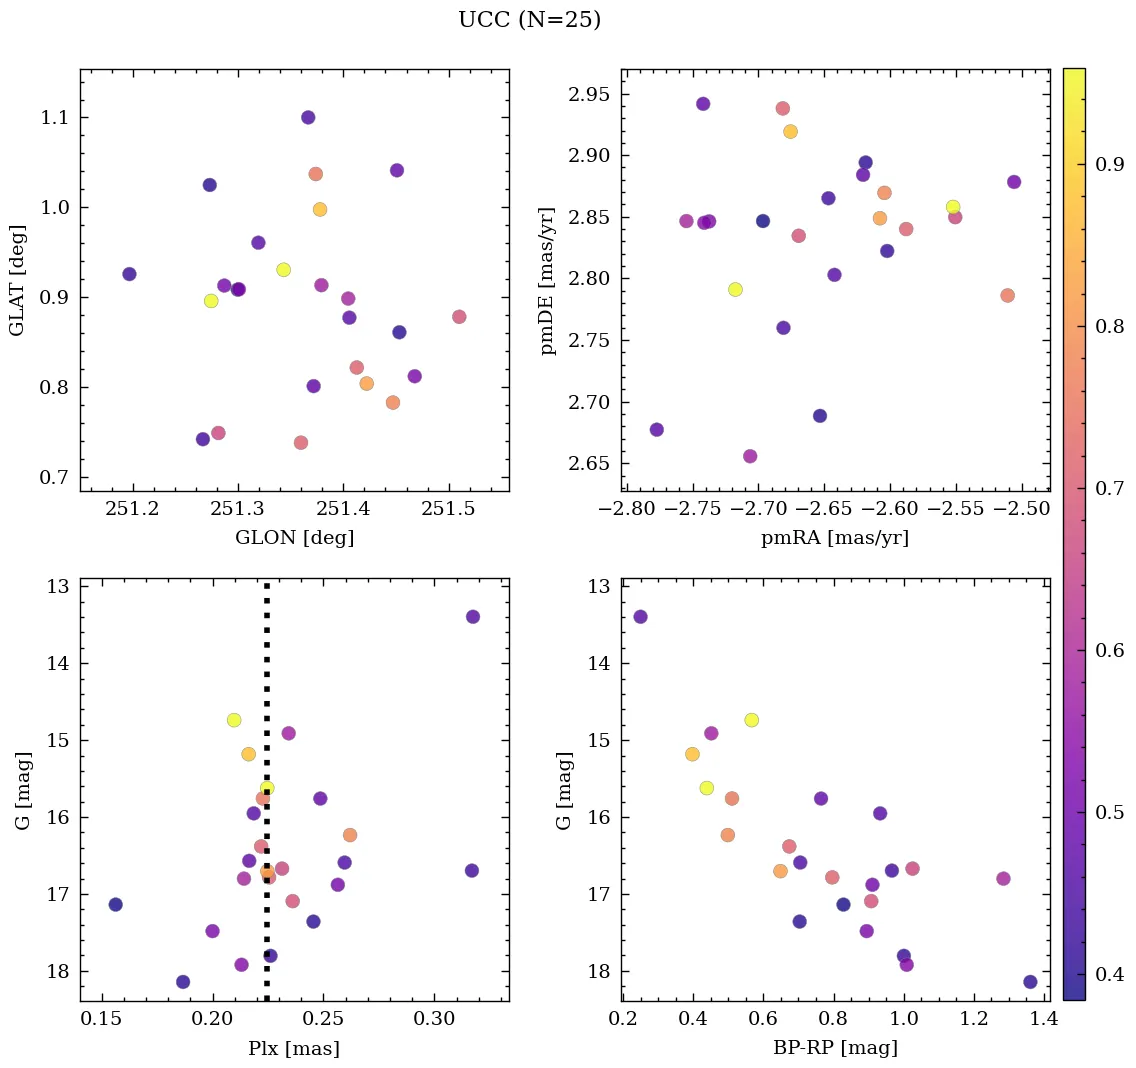 UCC (N=25)
1.1
1.0
0.9
0.8
0.7
GLAT [deg]
251.2 251.3 251.4 251.5
GLON [deg]
2.95
2.90
2.85
2.80
2.75
2.70
2.65
pmDE [mas/yr]
−2.80 −2.75 −2.70 −2.65 −2.60 −2.55 −2.50
pmRA [mas/yr]
13
14
15
16
17
18
G [mag]
0.15 0.20 0.25 0.30
Plx [mas]
13
14
15
16
17
18
G [mag]
0.2 0.4 0.6 0.8 1.0 1.2 1.4
BP-RP [mag]
0.9
0.8
0.7
0.6
0.5
0.4